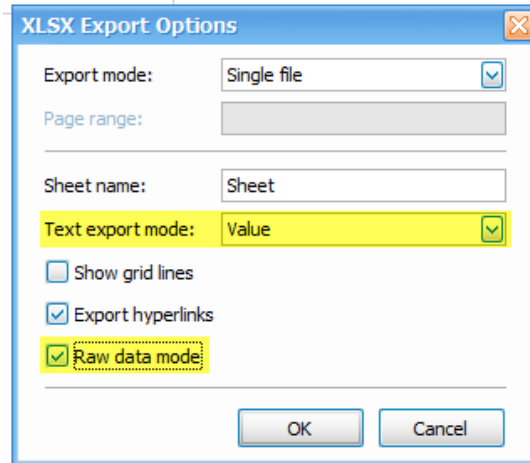 XLSX Export Options
Export mode: Single file
Page range:
Sheet name: Sheet
Text export mode: Value
Show grid lines
Export hyperlinks
Raw data mode
OK Cancel